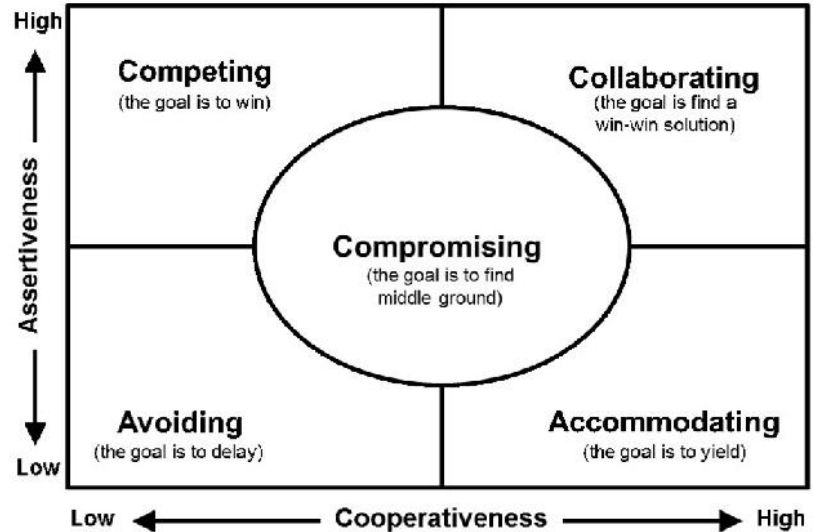 High
Competing
(the goal is to win)
Collaborating
(the goal is find a
win-win solution)
Assertiveness
Compromising
(the goal is to find
middle ground)
Avoiding
(the goal is to delay)
Accommodating
(the goal is to yield)
Low
Low
Cooperativeness
High